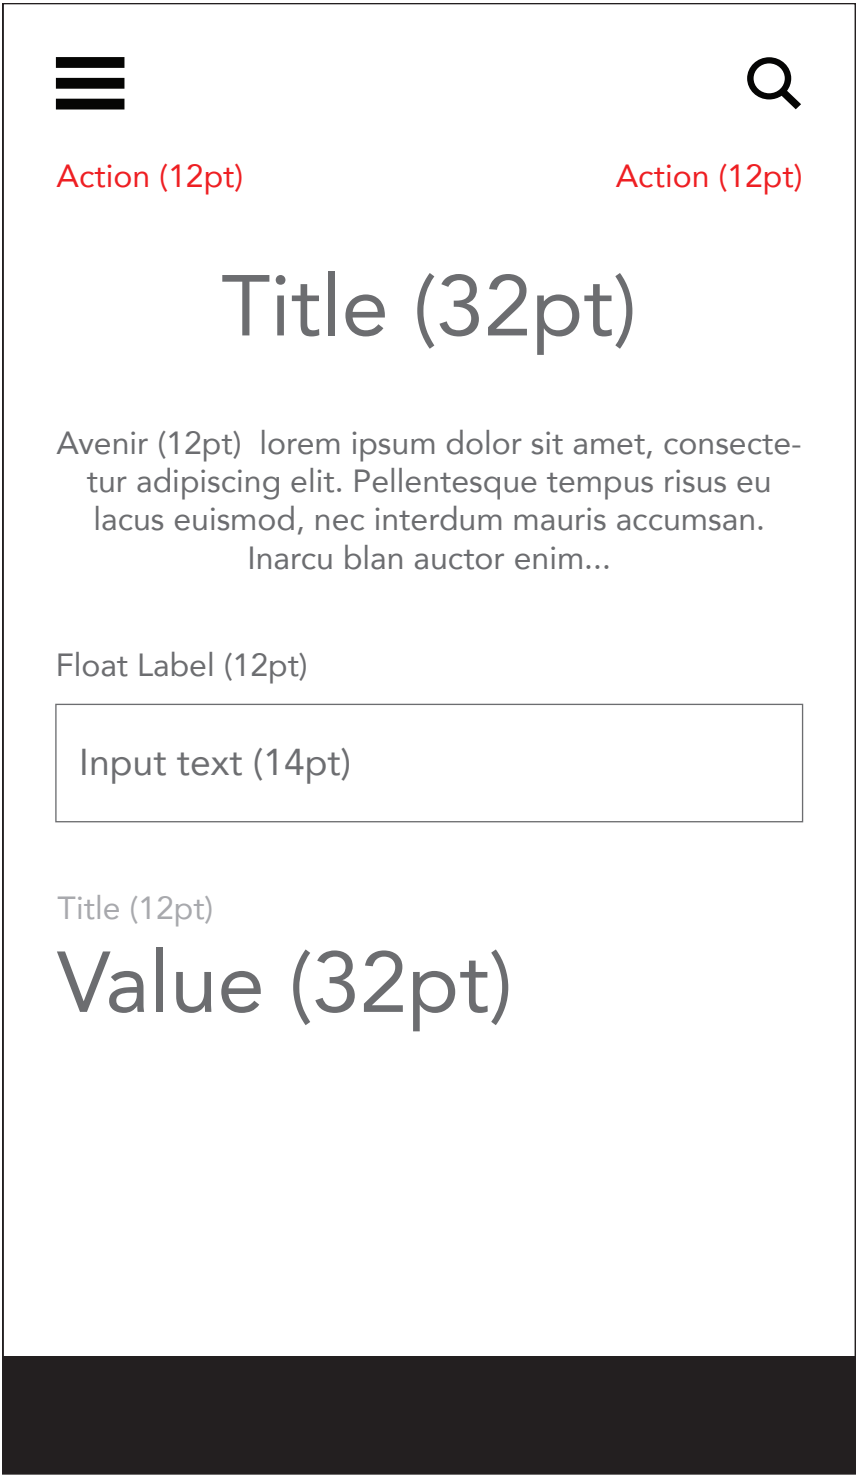 Action (12pt) Action (12pt)
Title (32pt)
Avenir (12pt)  lorem ipsum dolor sit amet, consecte-
tur adipiscing elit. Pellentesque tempus risus eu
lacus euismod, nec interdum mauris accumsan.
Inarcu blan auctor enim...
Float Label (12pt)
Input text (14pt)
Title (12pt)
Value (32pt)